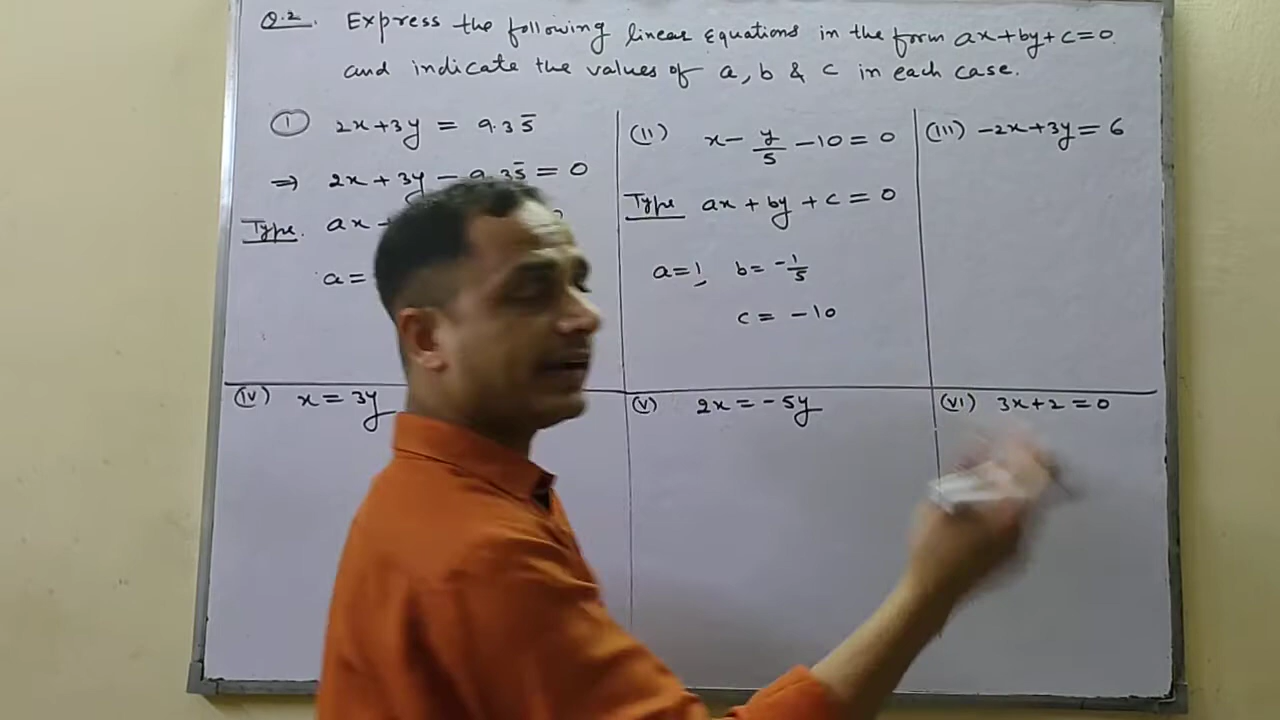 Q.2. Express the following linear Equations in the form ax+by+c=0.
and indicate the values of a, b & c in each case.
(I) 2x+3y = 9.35̅
⇒ 2x + 3y - 9.35̅ = 0
Type. ax
a=
(II) x - y/5 - 10 = 0
Type ax + by + c = 0
a=1, b= -1/5
c = -10
(III) -2x+3y = 6
(IV) x = 3y
(V) 2x = -5y
(VI) 3x+2 = 0